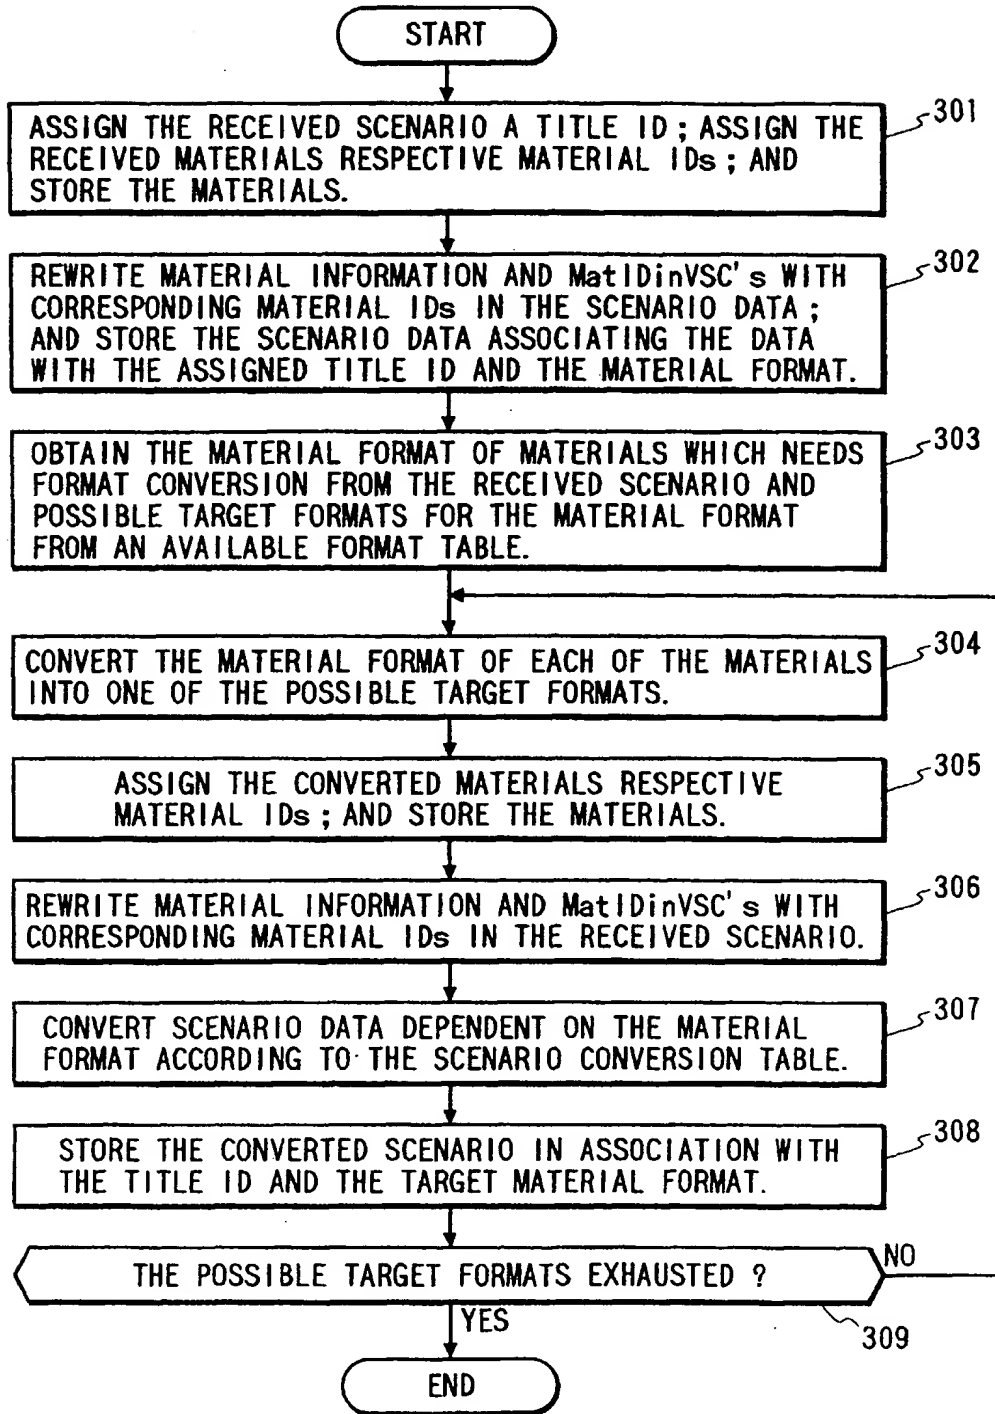 START
301
ASSIGN THE RECEIVED SCENARIO A TITLE ID; ASSIGN THE
RECEIVED MATERIALS RESPECTIVE MATERIAL IDs; AND
STORE THE MATERIALS.
302
REWRITE MATERIAL INFORMATION AND MatIDinVSC's WITH
CORRESPONDING MATERIAL IDs IN THE SCENARIO DATA;
AND STORE THE SCENARIO DATA ASSOCIATING THE DATA
WITH THE ASSIGNED TITLE ID AND THE MATERIAL FORMAT.
303
OBTAIN THE MATERIAL FORMAT OF MATERIALS WHICH NEEDS
FORMAT CONVERSION FROM THE RECEIVED SCENARIO AND
POSSIBLE TARGET FORMATS FOR THE MATERIAL FORMAT
FROM AN AVAILABLE FORMAT TABLE.
304
CONVERT THE MATERIAL FORMAT OF EACH OF THE MATERIALS
INTO ONE OF THE POSSIBLE TARGET FORMATS.
305
ASSIGN THE CONVERTED MATERIALS RESPECTIVE
MATERIAL IDs; AND STORE THE MATERIALS.
306
REWRITE MATERIAL INFORMATION AND MatIDinVSC's WITH
CORRESPONDING MATERIAL IDs IN THE RECEIVED SCENARIO.
307
CONVERT SCENARIO DATA DEPENDENT ON THE MATERIAL
FORMAT ACCORDING TO THE SCENARIO CONVERSION TABLE.
308
STORE THE CONVERTED SCENARIO IN ASSOCIATION WITH
THE TITLE ID AND THE TARGET MATERIAL FORMAT.
THE POSSIBLE TARGET FORMATS EXHAUSTED ?
NO
YES
309
END